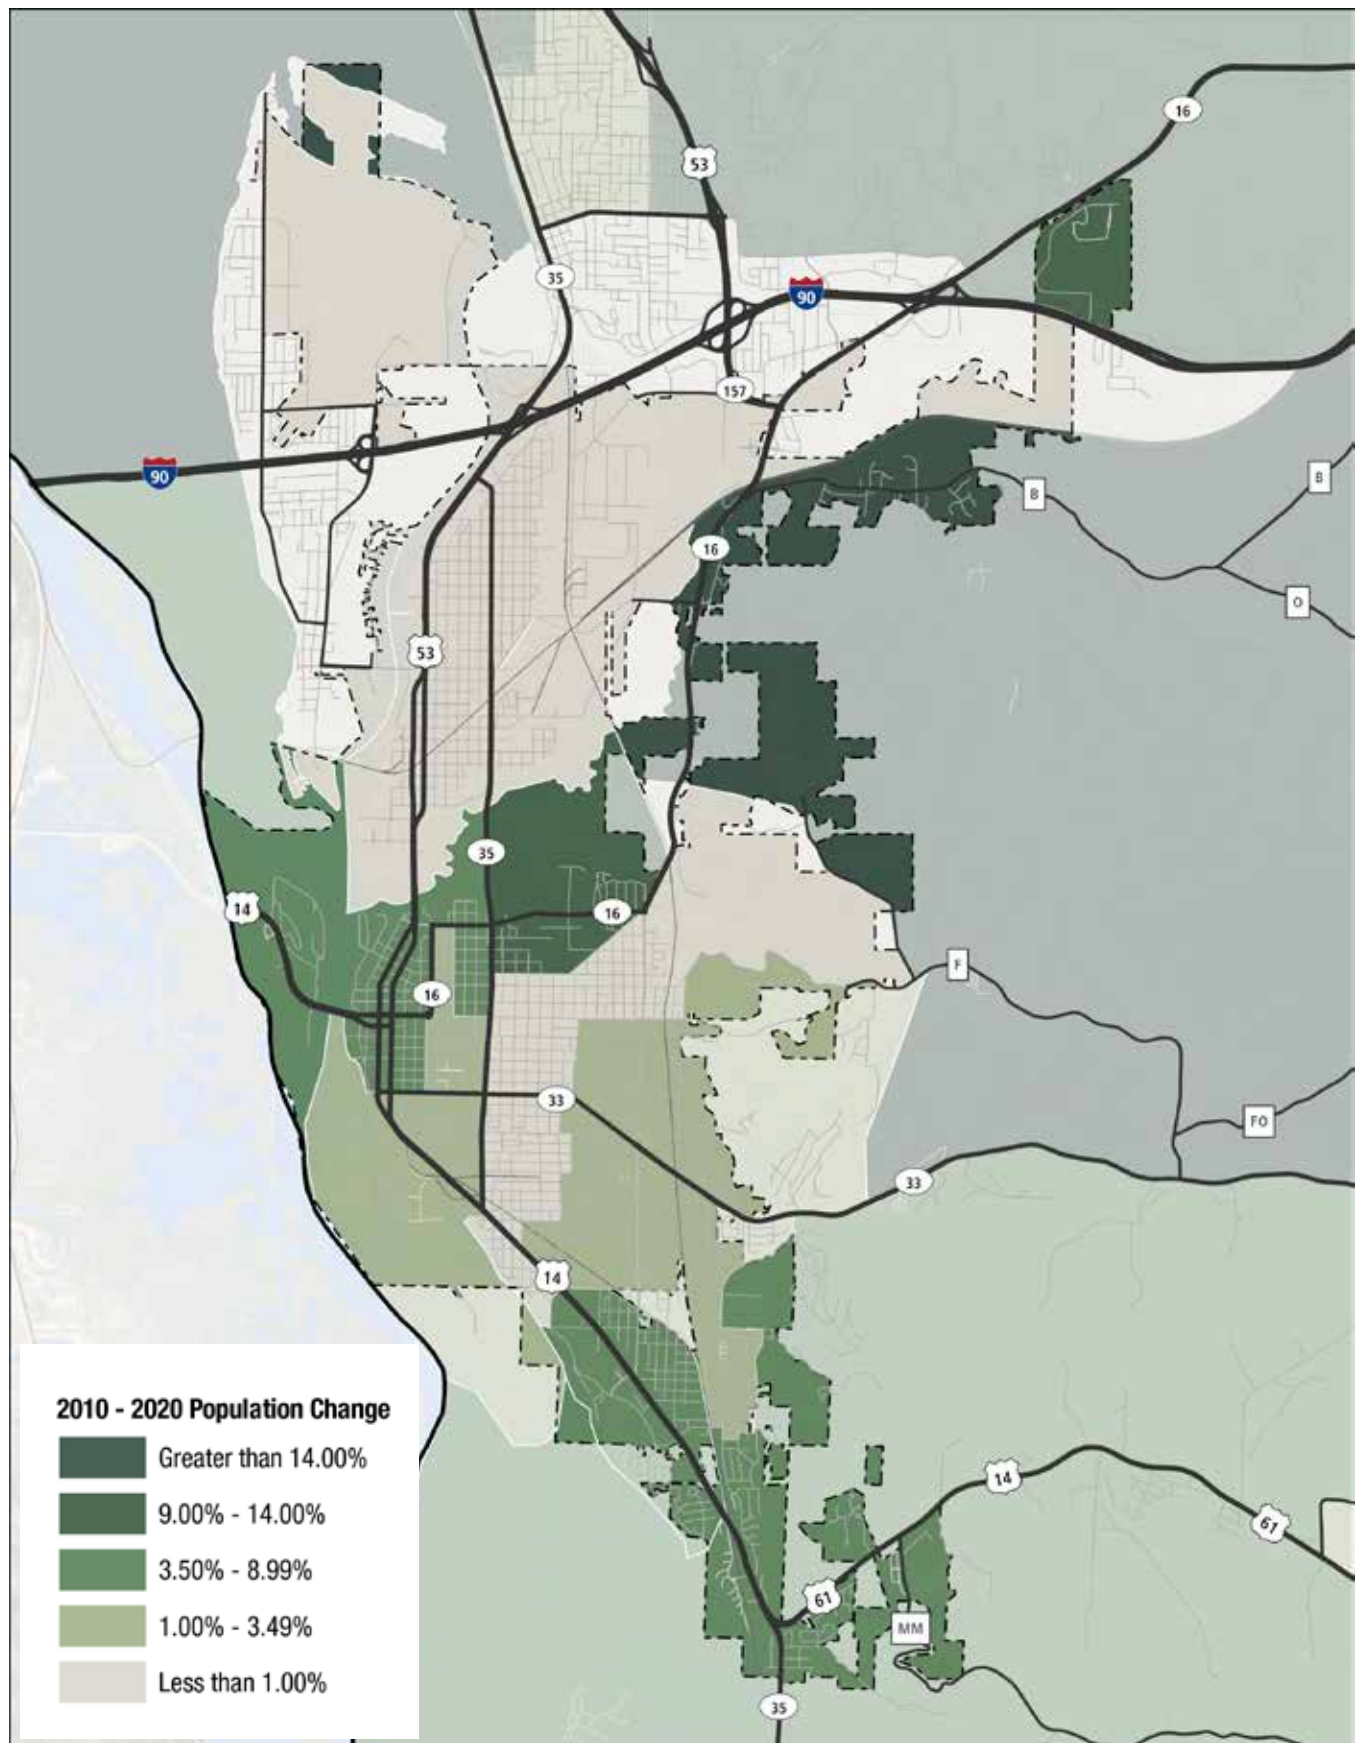 16
53
35
90
157
90
B
B
16
O
53
35
14
16
16
F
33
FO
33
14
2010 - 2020 Population Change
Greater than 14.00%
9.00% - 14.00%
3.50% - 8.99%
1.00% - 3.49%
Less than 1.00%
14
61
61
MM
35